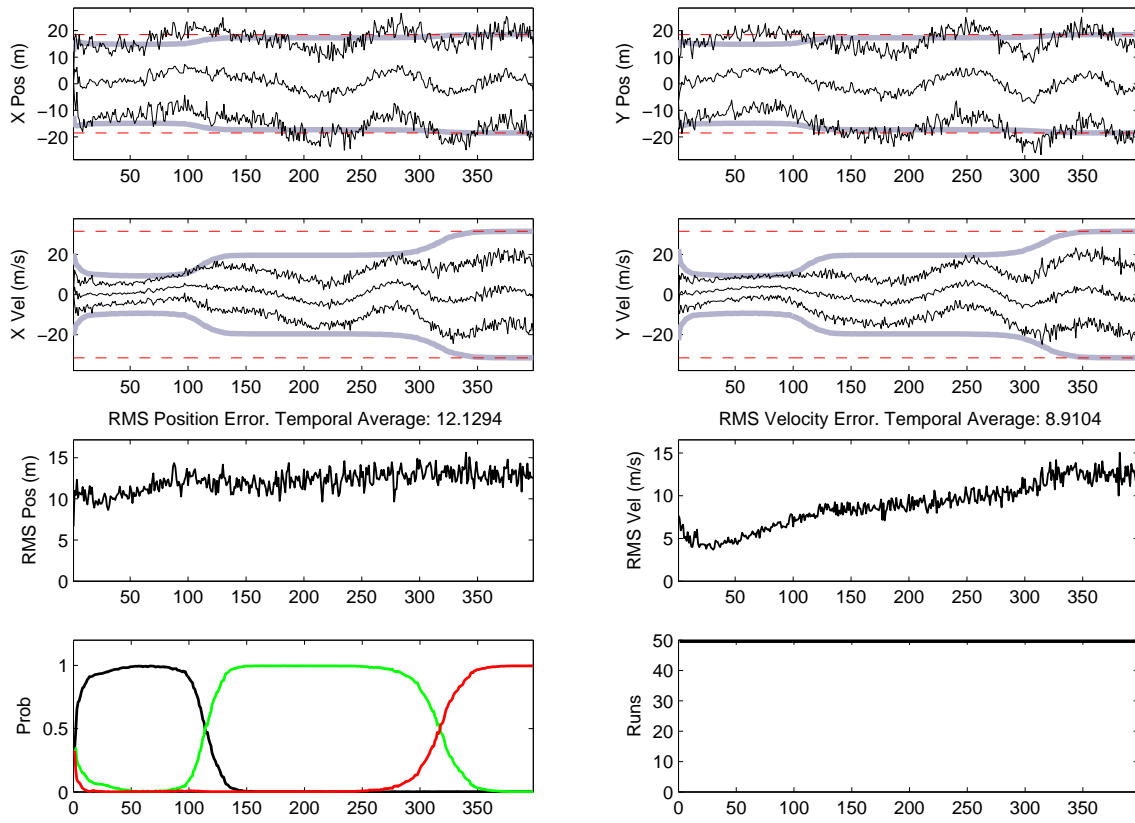 X Pos (m)
20
10
0
−10
−20
50 100 150 200 250 300 350
Y Pos (m)
20
10
0
−10
−20
50 100 150 200 250 300 350
X Vel (m/s)
20
0
−20
50 100 150 200 250 300 350
Y Vel (m/s)
20
0
−20
50 100 150 200 250 300 350
RMS Position Error. Temporal Average: 12.1294
RMS Pos (m)
15
10
5
0
50 100 150 200 250 300 350
RMS Velocity Error. Temporal Average: 8.9104
RMS Vel (m/s)
15
10
5
0
50 100 150 200 250 300 350
Prob
1
0.5
0
0 50 100 150 200 250 300 350
Runs
50
40
30
20
10
0
0 50 100 150 200 250 300 350